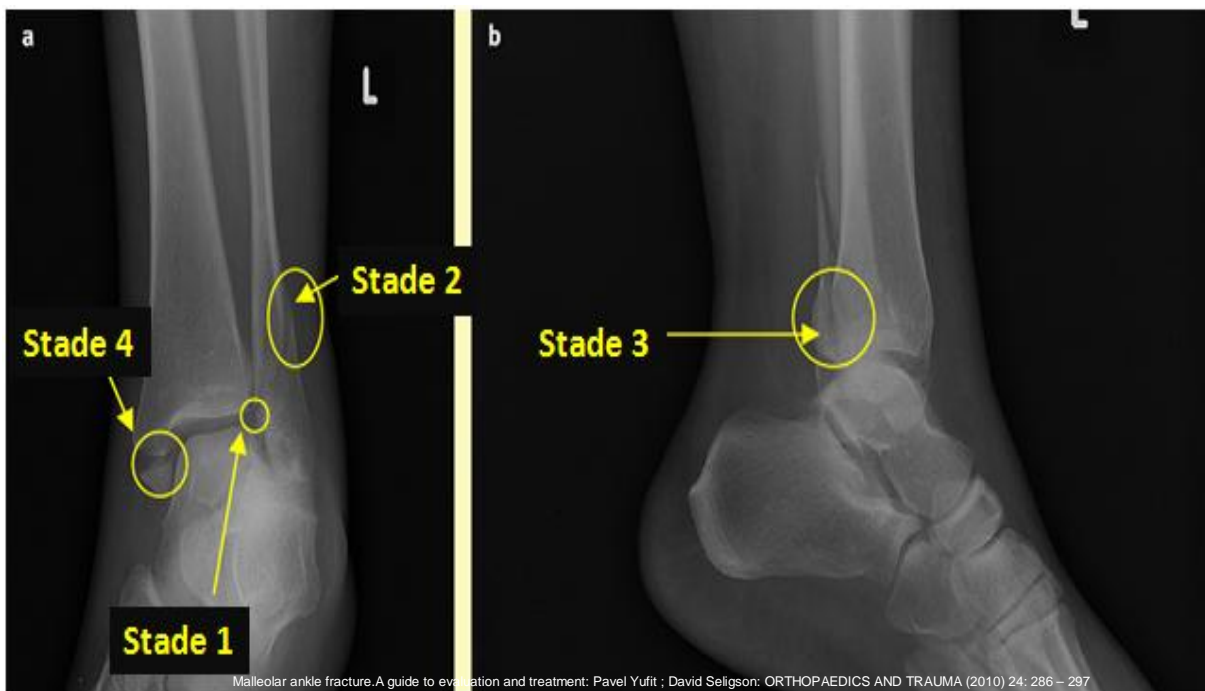 a
b
L
L
Stade 2
Stade 4
Stade 3
Stade 1
Malleolar ankle fracture.A guide to evaluation and treatment: Pavel Yufit ; David Seligson: ORTHOPAEDICS AND TRAUMA (2010) 24: 286 – 297